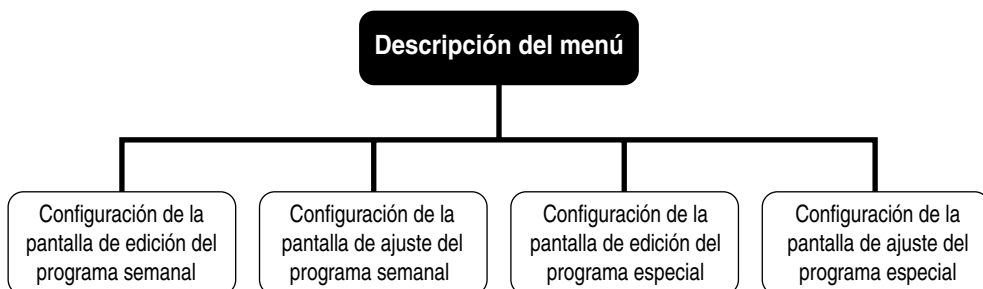 Descripción del menú
Configuración de la
pantalla de edición del
programa semanal
Configuración de la
pantalla de ajuste del
programa semanal
Configuración de la
pantalla de edición del
programa especial
Configuración de la
pantalla de ajuste del
programa especial